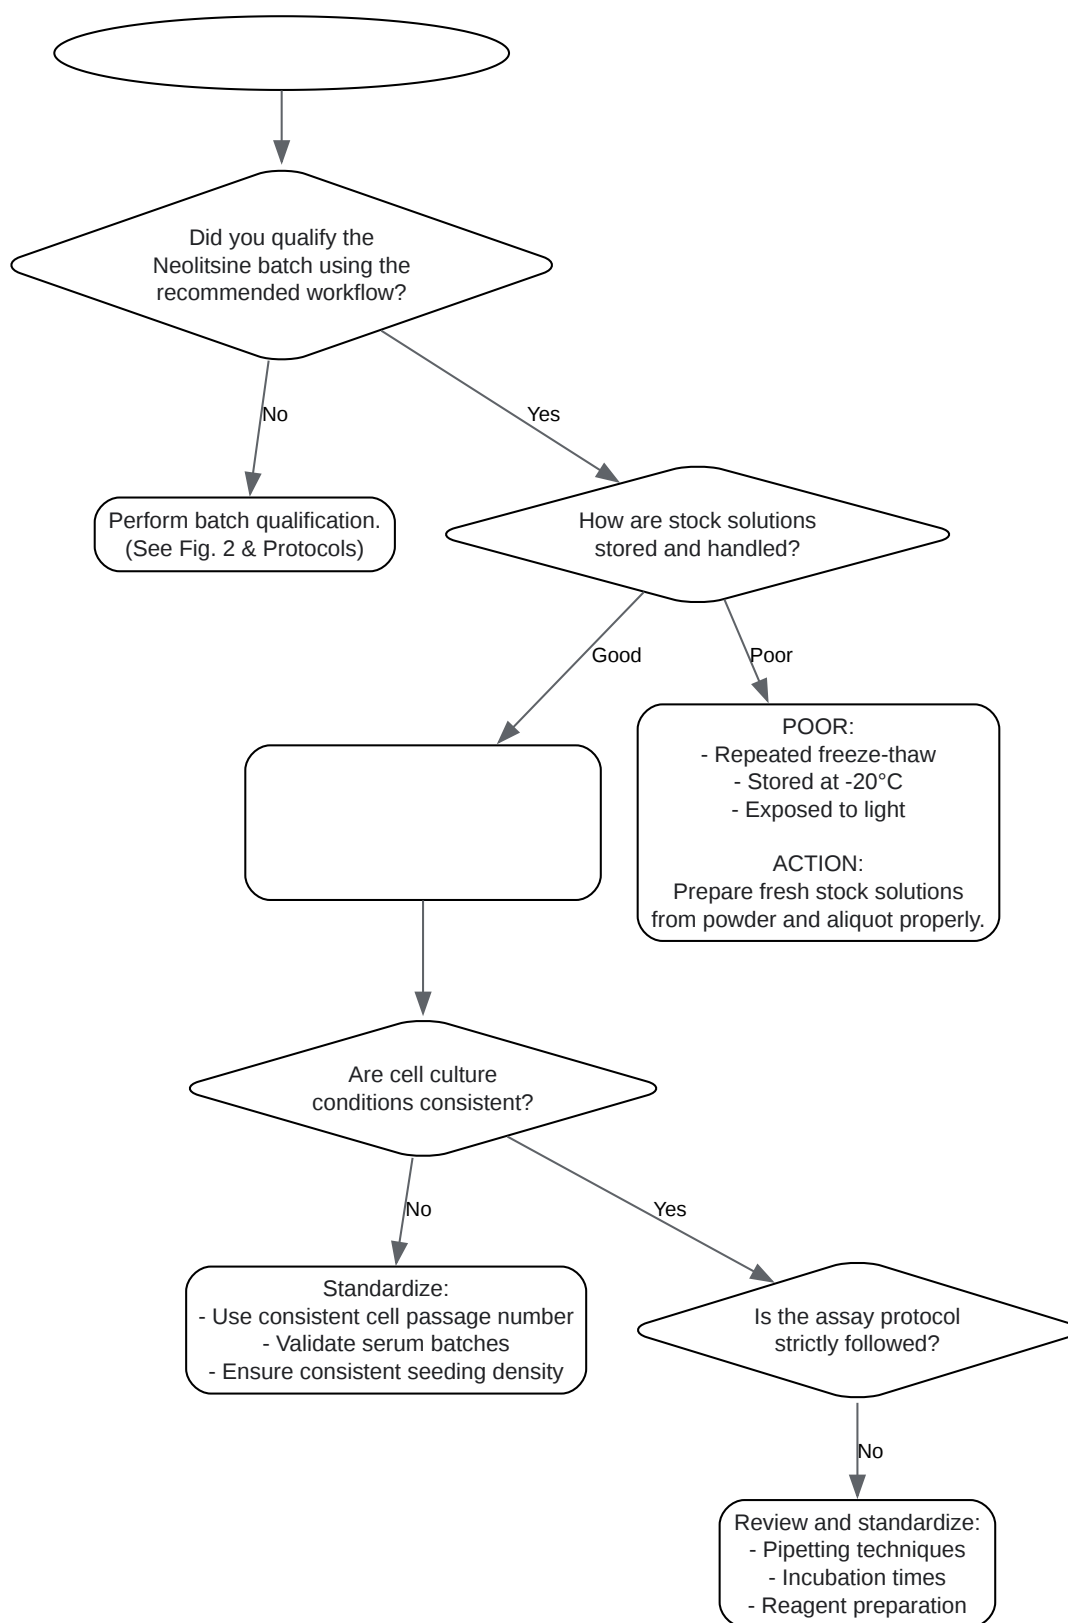 Did you qualify the
Neolitsine batch using the
recommended workflow?
No
Yes
Perform batch qualification.
(See Fig. 2 & Protocols)
How are stock solutions
stored and handled?
Good
Poor
POOR:
- Repeated freeze-thaw
- Stored at -20°C
- Exposed to light
ACTION:
Prepare fresh stock solutions
from powder and aliquot properly.
Are cell culture
conditions consistent?
No
Yes
Standardize:
- Use consistent cell passage number
- Validate serum batches
- Ensure consistent seeding density
Is the assay protocol
strictly followed?
No
Review and standardize:
- Pipetting techniques
- Incubation times
- Reagent preparation